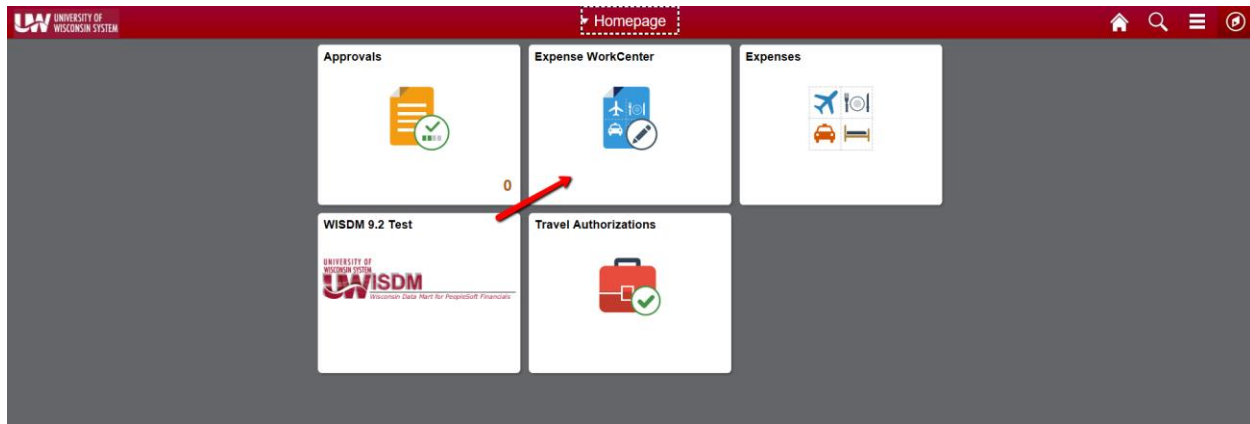 UW UNIVERSITY OF
WISCONSIN SYSTEM
Homepage
Approvals
0
Expense WorkCenter
Expenses
WISDM 9.2 Test
UNIVERSITY OF
WISCONSIN SYSTEM
UWISDM
Wisconsin Data Mart for PeopleSoft Financials
Travel Authorizations